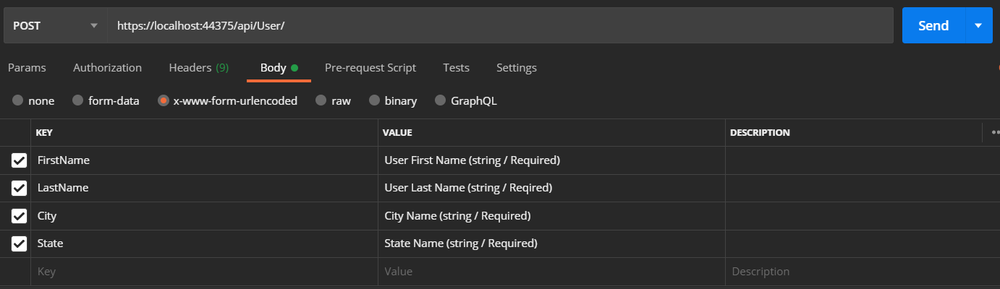 POST https://localhost:44375/api/User/ Send
Params Authorization Headers (9) Body Pre-request Script Tests Settings
none form-data x-www-form-urlencoded raw binary GraphQL
KEY VALUE DESCRIPTION
FirstName User First Name (string / Required)
LastName User Last Name (string / Reqired)
City City Name (string / Required)
State State Name (string / Required)
Key Value Description